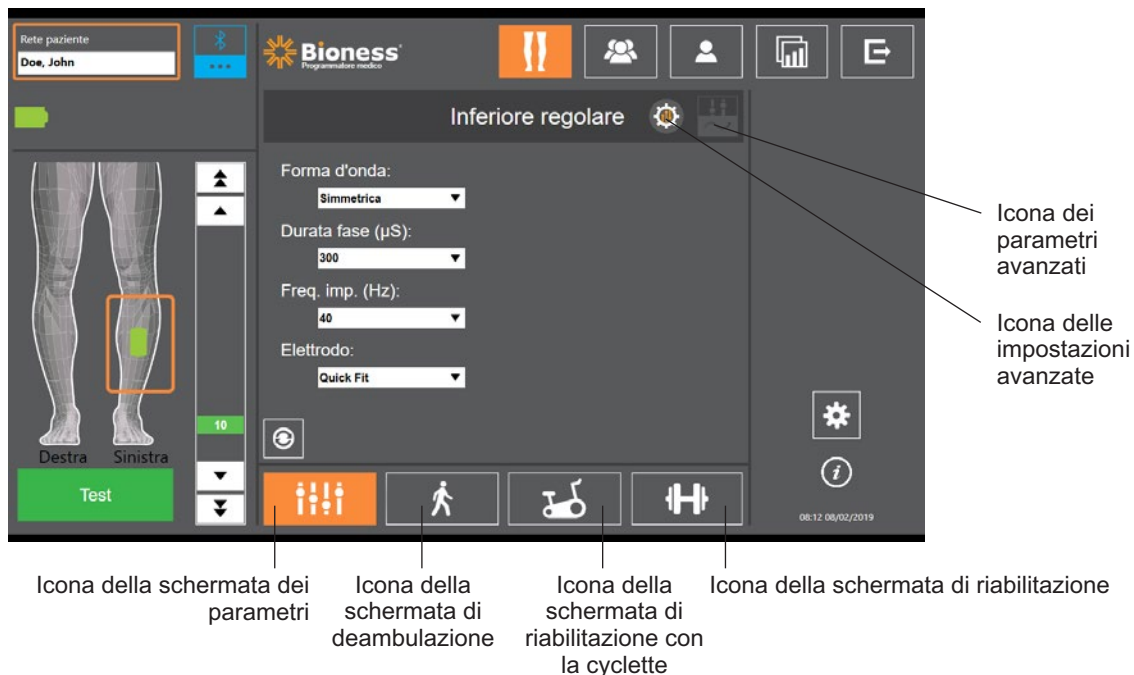 Rete paziente
Doe, John
Bioness
Programmatore medico
Inferiore regolare
Forma d'onda:
Simmetrica
Durata fase (µS):
300
Freq. imp. (Hz):
40
Elettrodo:
Quick Fit
10
Destra Sinistra
Test
08:12 08/02/2019
Icona dei
parametri
avanzati
Icona delle
impostazioni
avanzate
Icona della schermata dei
parametri
Icona della
schermata di
deambulazione
Icona della
schermata di
riabilitazione con
la cyclette
Icona della schermata di riabilitazione